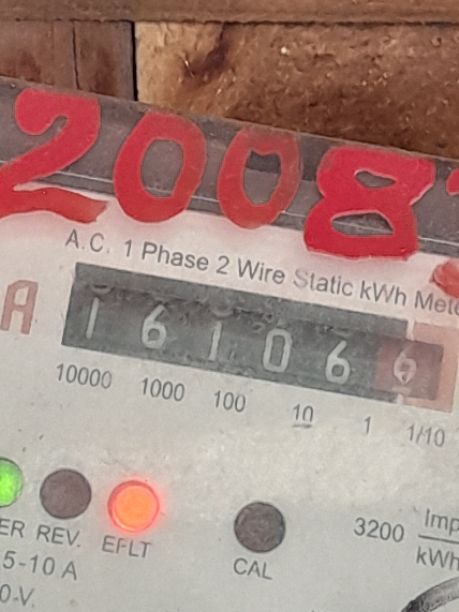 2008
A.C. 1 Phase 2 Wire Static kWh Mete
A
1 6 1 0 6 6
10000 1000 100 10 1 1/10
ER REV. EFLT CAL
3200 Imp
kWh
5-10 A
0-V.